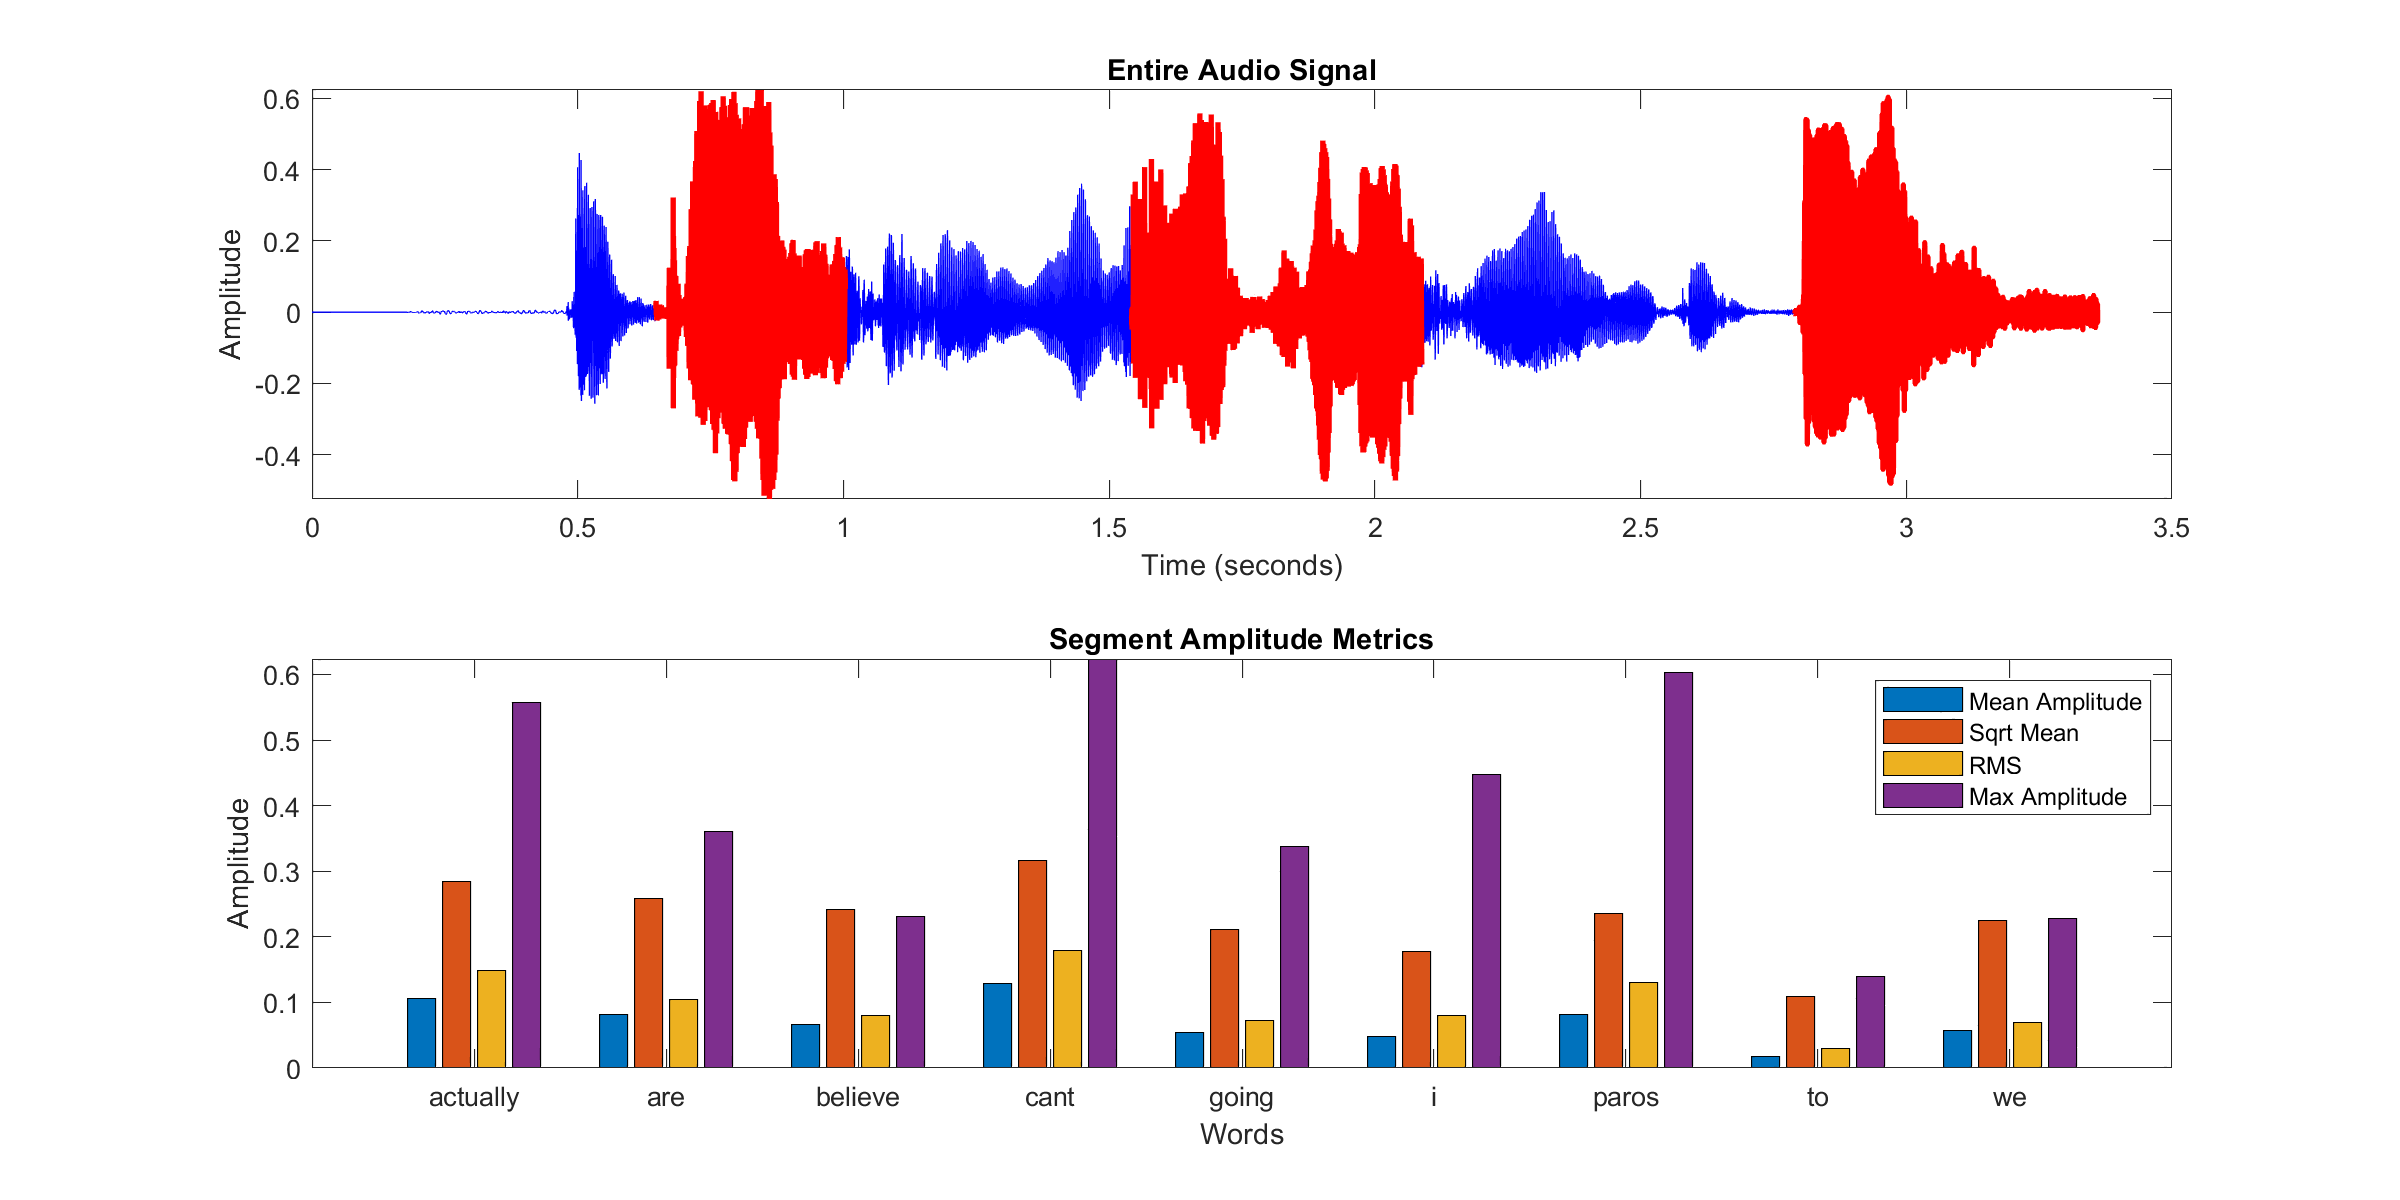 Entire Audio Signal
0.6
0.4
0.2
0
-0.2
-0.4
Amplitude
0 0.5 1 1.5 2 2.5 3 3.5
Time (seconds)
Segment Amplitude Metrics
0.6
0.5
0.4
0.3
0.2
0.1
0
Amplitude
Mean Amplitude
Sqrt Mean
RMS
Max Amplitude
actually are believe cant going i paros to we
Words